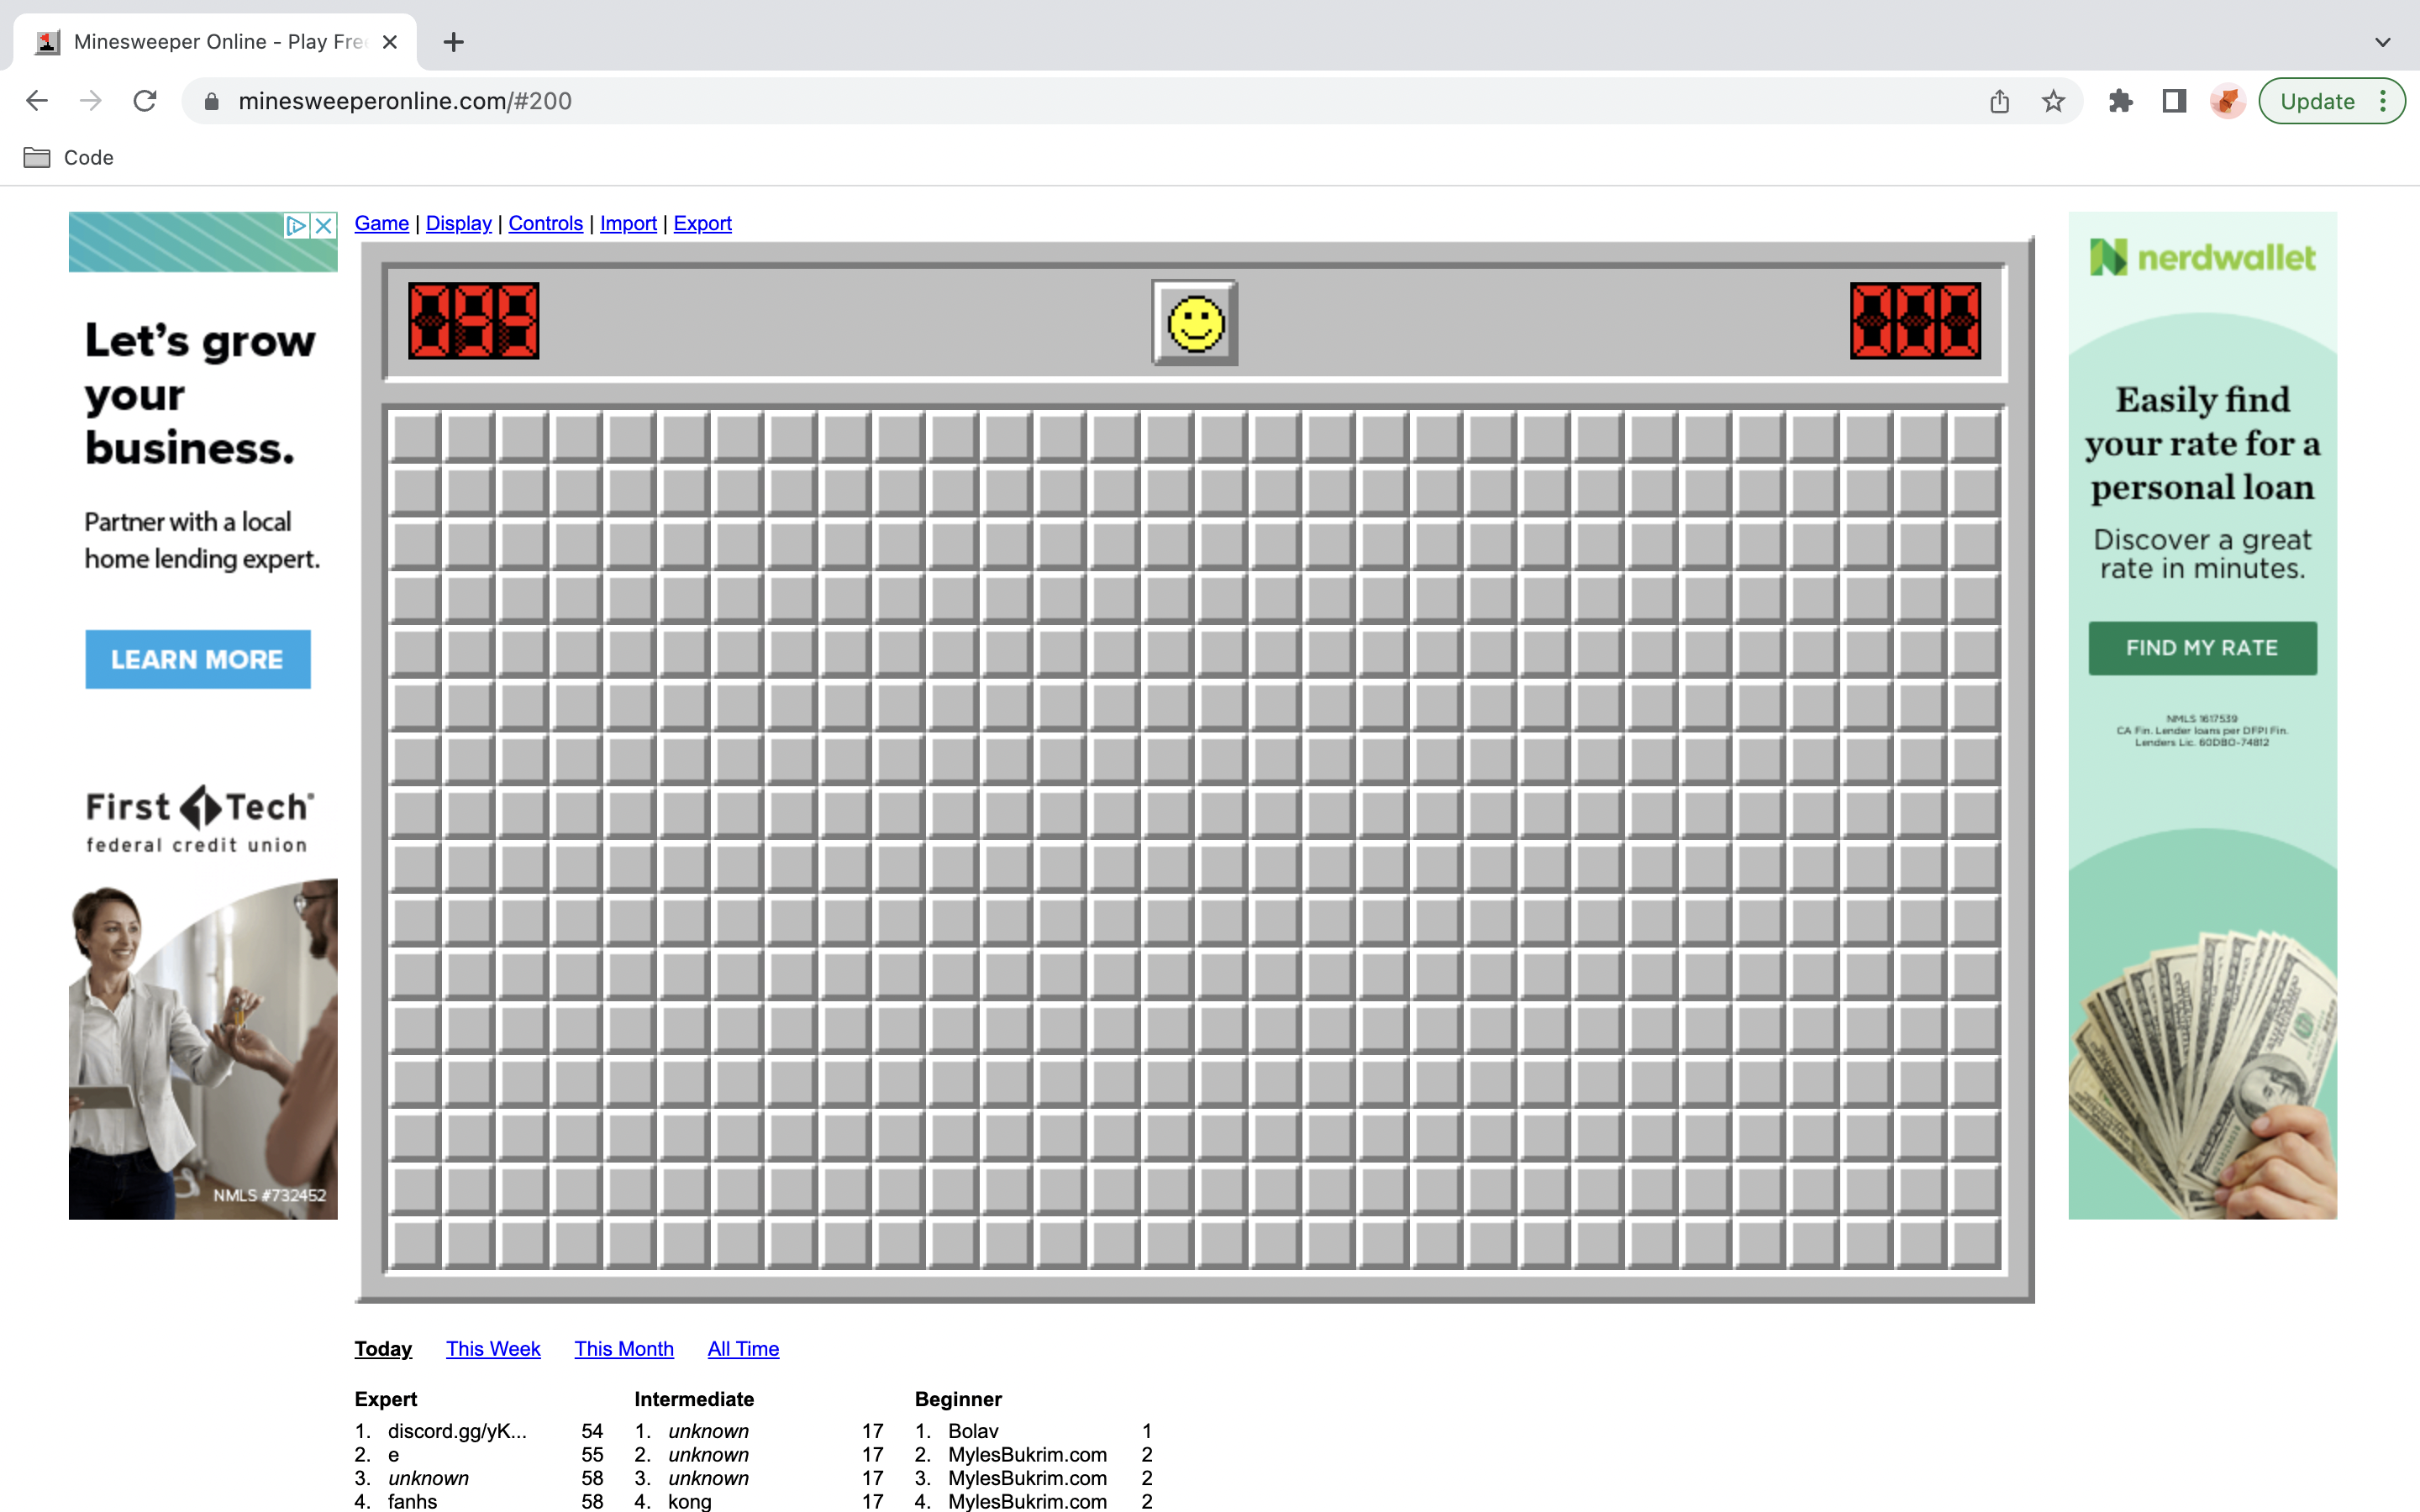 Minesweeper Online - Play Free
minesweeperonline.com/#200
Update
Code
Game | Display | Controls | Import | Export
Let's grow
your
business.
Partner with a local
home lending expert.
LEARN MORE
First Tech
federal credit union
NMLS #732452
099
000
nerdwallet
Easily find
your rate for a
personal loan
Discover a great
rate in minutes.
FIND MY RATE
NMLS 1617539
CA Fin. Lender loans per DFPI Fin.
Lenders Lic. 60DBO-74812
Today This Week This Month All Time
Expert Intermediate Beginner
1. discord.gg/yK... 54 1. unknown 17 1. Bolav 1
2. e 55 2. unknown 17 2. MylesBukrim.com 2
3. unknown 58 3. unknown 17 3. MylesBukrim.com 2
4. fanhs 58 4. kong 17 4. MylesBukrim.com 2